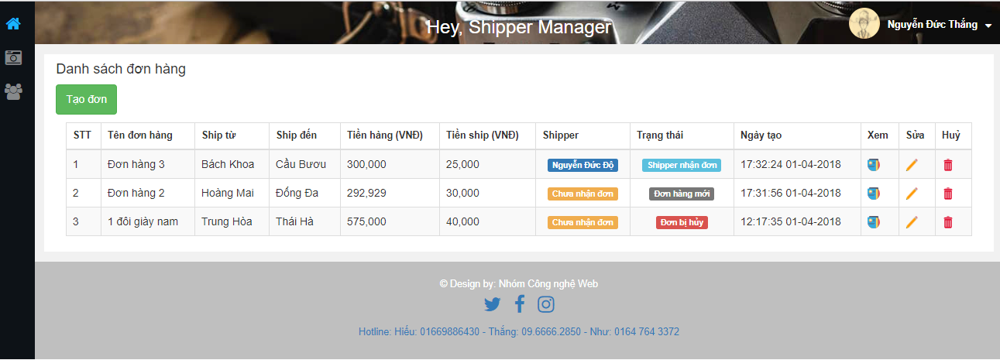 Hey, Shipper Manager
Nguyễn Đức Thắng
Danh sách đơn hàng
Tạo đơn
STT Tên đơn hàng Ship từ Ship đến Tiền hàng (VNĐ) Tiền ship (VNĐ) Shipper Trạng thái Ngày tạo Xem Sửa Huỷ
1 Đơn hàng 3 Bách Khoa Cầu Bươu 300,000 25,000 Nguyễn Đức Độ Shipper nhận đơn 17:32:24 01-04-2018
2 Đơn hàng 2 Hoàng Mai Đống Đa 292,929 30,000 Chưa nhận đơn Đơn hàng mới 17:31:56 01-04-2018
3 1 đôi giày nam Trung Hòa Thái Hà 575,000 40,000 Chưa nhận đơn Đơn bị hủy 12:17:35 01-04-2018
© Design by: Nhóm Công nghệ Web
Hotline: Hiếu: 01669886430 - Thắng: 09.6666.2850 - Như: 0164 764 3372